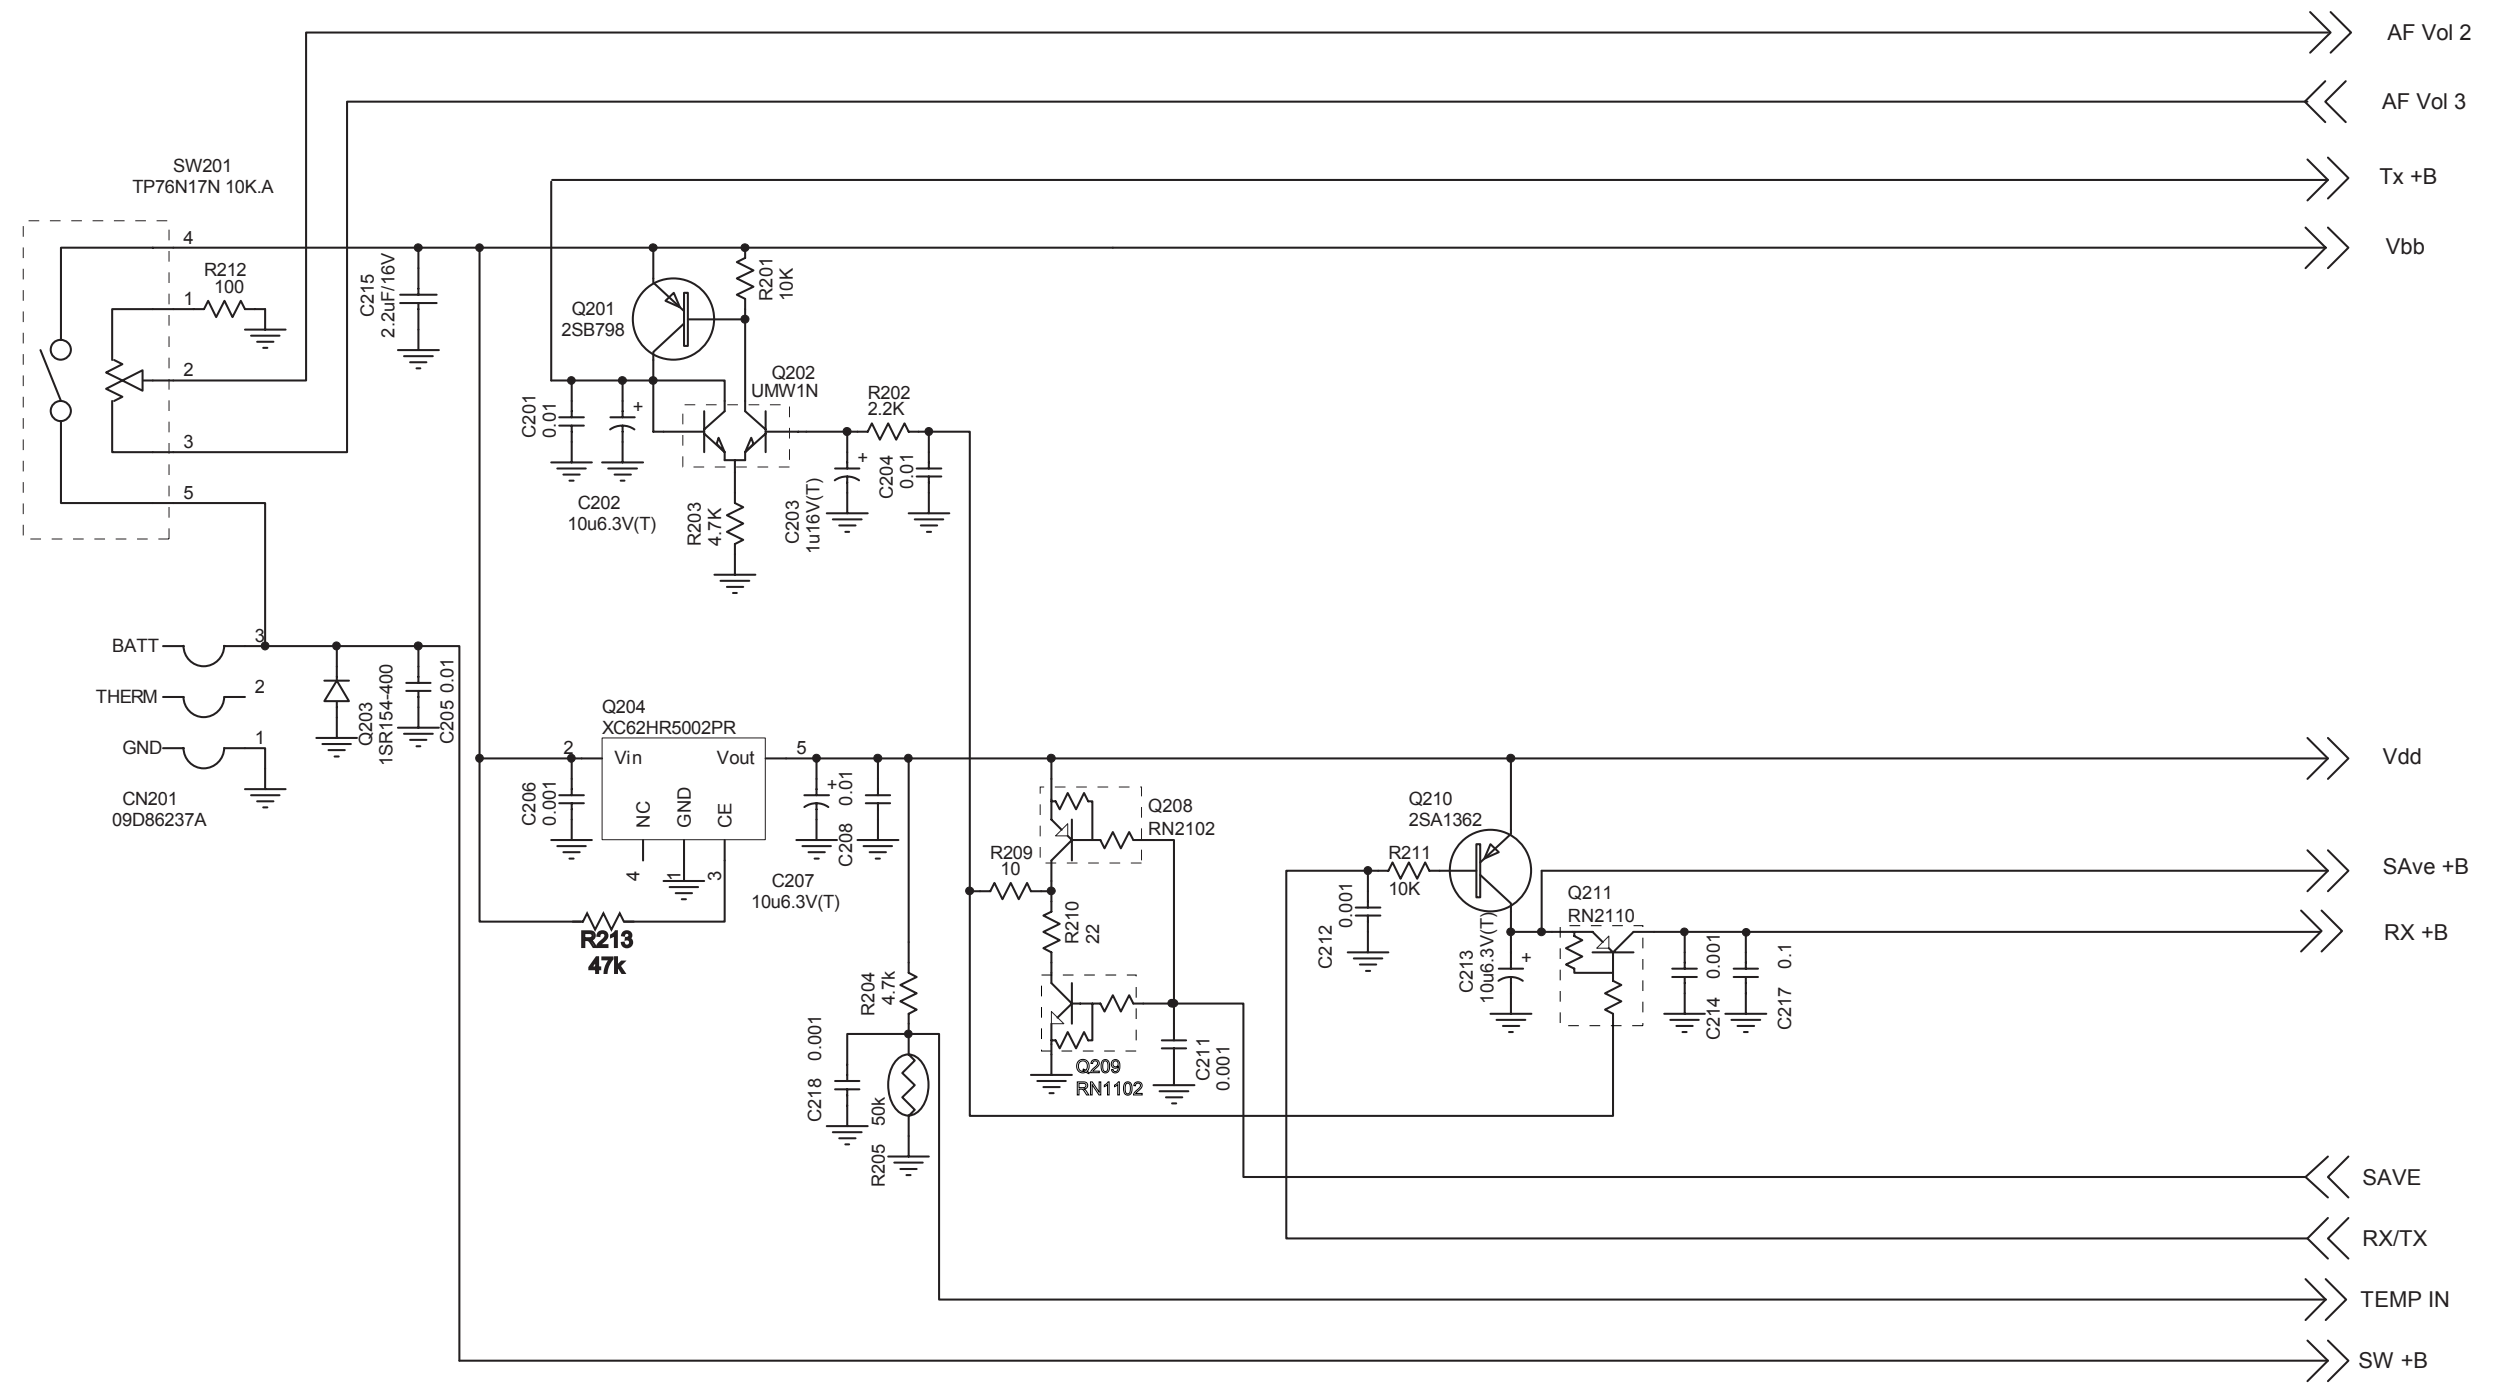 AF Vol 2
AF Vol 3
SW201
TP76N17N 10K.A
Tx +B
4
Vbb
R212
100
1
C215
2.2uF/16V
R201
10K
Q201
2SB798
2
Q202
UMW1N
R202
2.2K
C201
0.01
+
3
+
C204
0.01
5
C202
10u6.3V(T)
R203
4.7K
C203
1u16V(T)
BATT
3
THERM
2
GND
1
CN201
09D86237A
Q203
1SR154-400
C205 0.01
Q204
XC62HR5002PR
2
Vin
Vout
5
NC
GND
CE
4
1
3
C206
0.001
+
C208 0.01
C207
10u6.3V(T)
R213
47k
Vdd
Q208
RN2102
R209
10
R210
22
Q210
2SA1362
R211
10K
SAve +B
Q211
RN2110
RX +B
C212 0.001
C213
10u6.3V(T)
+
C214 0.001
C217 0.1
R204
4.7k
C218 0.001
R205 50k
Q209
RN1102
C211
0.001
SAVE
RX/TX
TEMP IN
SW +B